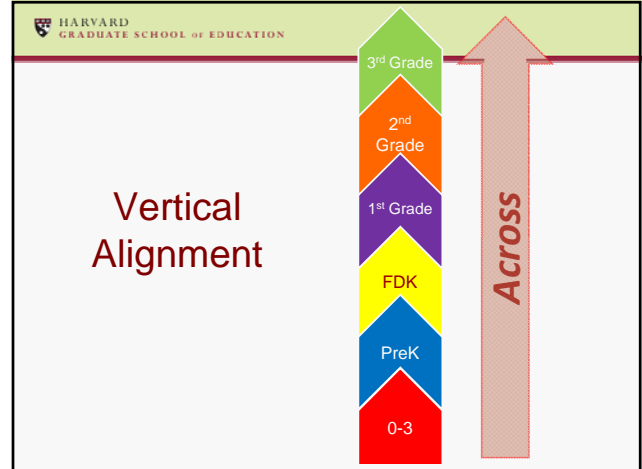 HARVARD
GRADUATE SCHOOL OF EDUCATION
3rd Grade
2nd
Grade
Vertical
Alignment
1st Grade
Across
FDK
PreK
0-3